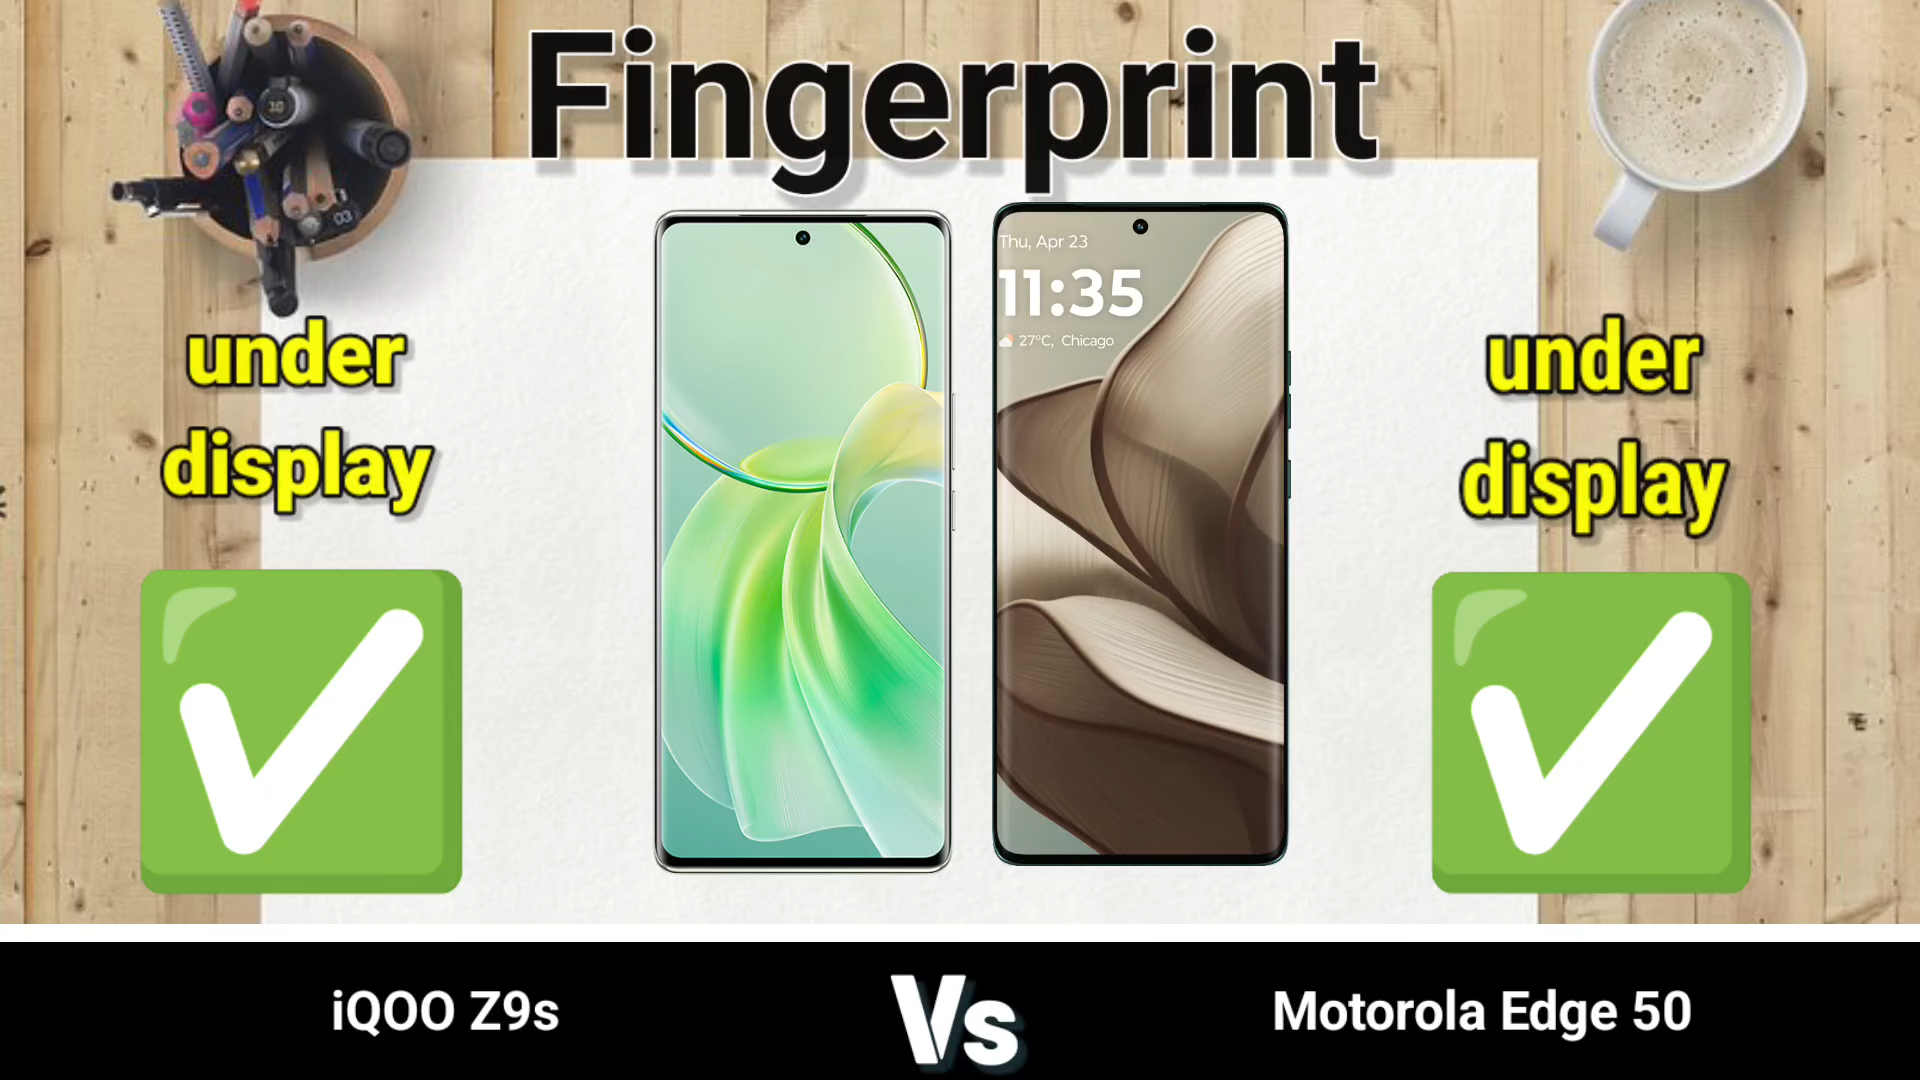 Fingerprint
under
display
Thu, Apr 23
11:35
27°C, Chicago
under
display
iQOO Z9s
Vs
Motorola Edge 50